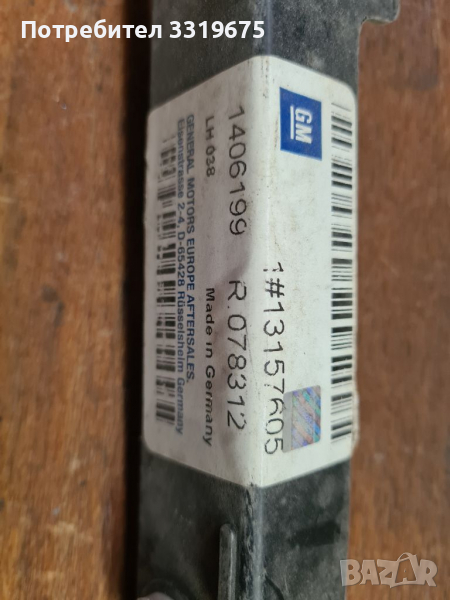 Потребител 3319675
GM
1#13157605
1406199 R.078312
LH 038 Made in Germany
GENERAL MOTORS EUROPE AFTERSALES,
Eisenstrasse 2-4, D-65428 Rüsselsheim Germany
BAZAR